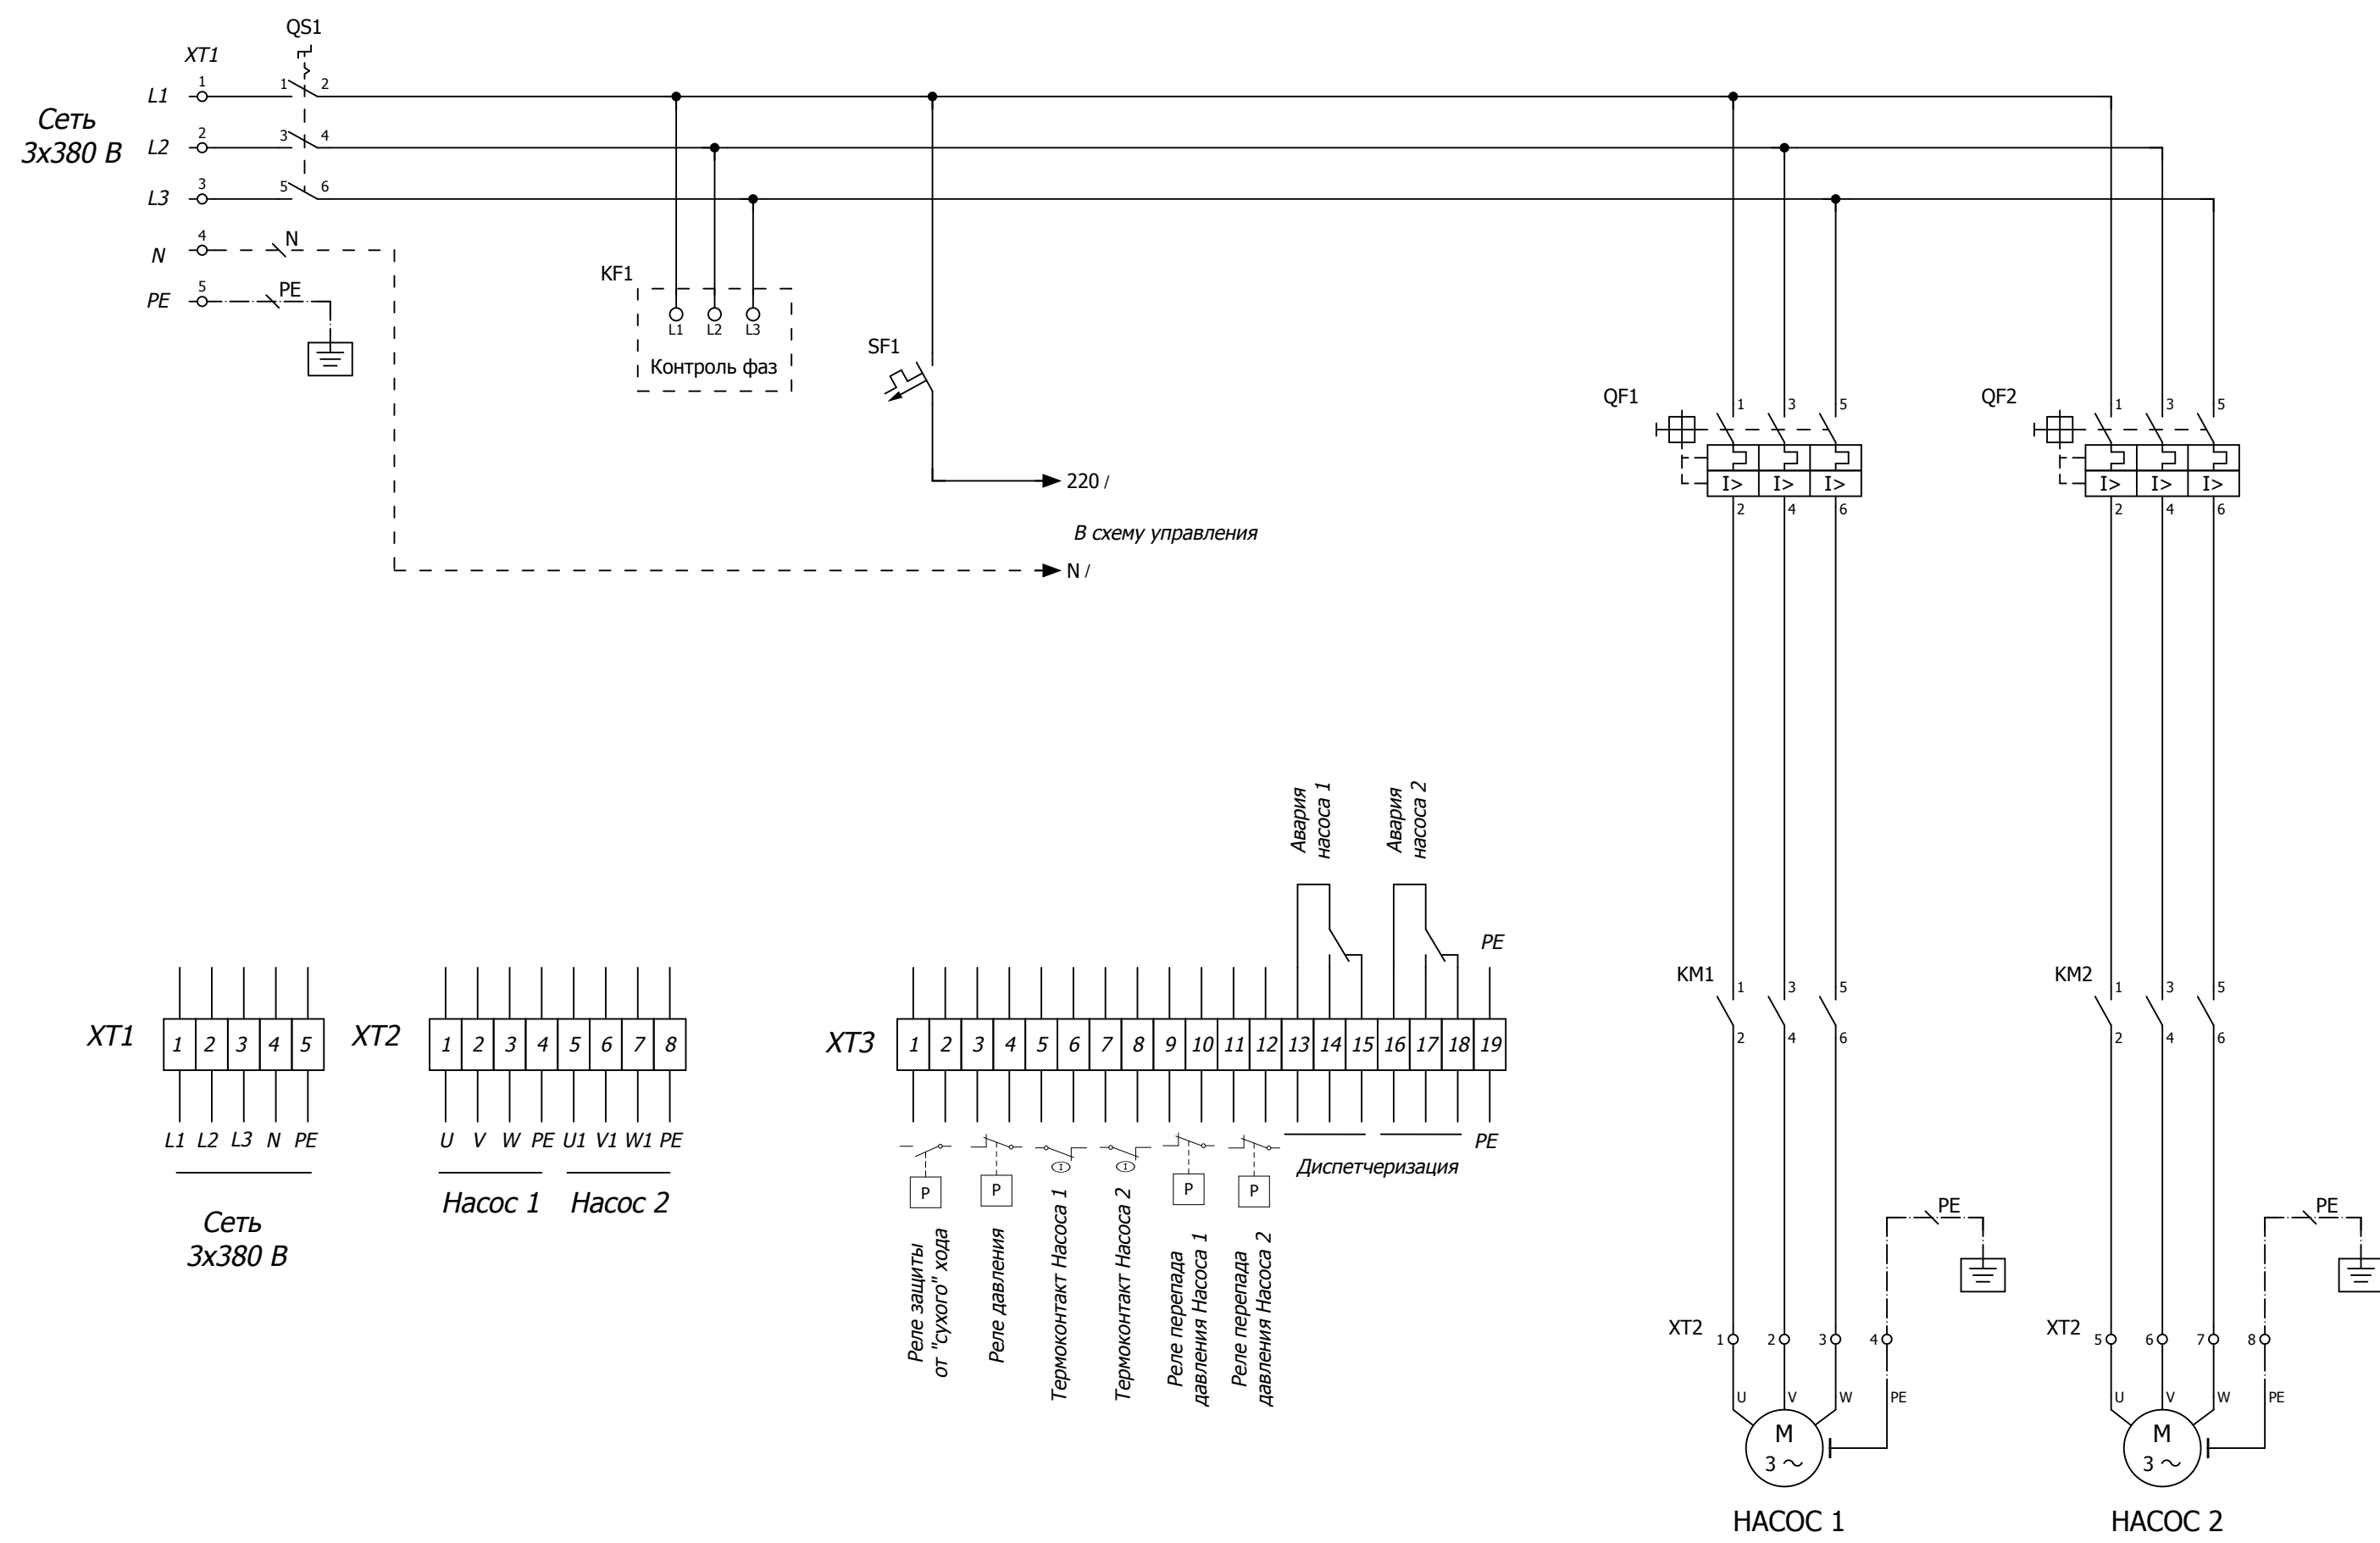 QS1
XT1
1
L1
1
2
Сеть
3x380 В
2
L2
3
4
3
L3
5
6
4
N
N
5
PE
PE
KF1
L1 L2 L3
Контроль фаз
SF1
220 /
В схему управления
N /
QF1
1 3 5
I> I> I>
2 4 6
QF2
1 3 5
I> I> I>
2 4 6
KM1
1 3 5
2 4 6
KM2
1 3 5
2 4 6
PE
PE
XT2 1 2 3 4
XT2 5 6 7 8
U V W PE
U V W PE
M
3 ~
M
3 ~
НАСОС 1
НАСОС 2
XT1
1 2 3 4 5
L1 L2 L3 N PE
Сеть
3x380 В
XT2
1 2 3 4 5 6 7 8
U V W PE U1 V1 W1 PE
Насос 1
Насос 2
Авария
насоса 1
Авария
насоса 2
PE
XT3
1 2 3 4 5 6 7 8 9 10 11 12 13 14 15 16 17 18 19
PE
Диспетчеризация
P
P
I
I
P
P
Реле защиты
от "сухого" хода
Реле давления
Термоконтакт Насоса 1
Термоконтакт Насоса 2
Реле перепада
давления Насоса 1
Реле перепада
давления Насоса 2